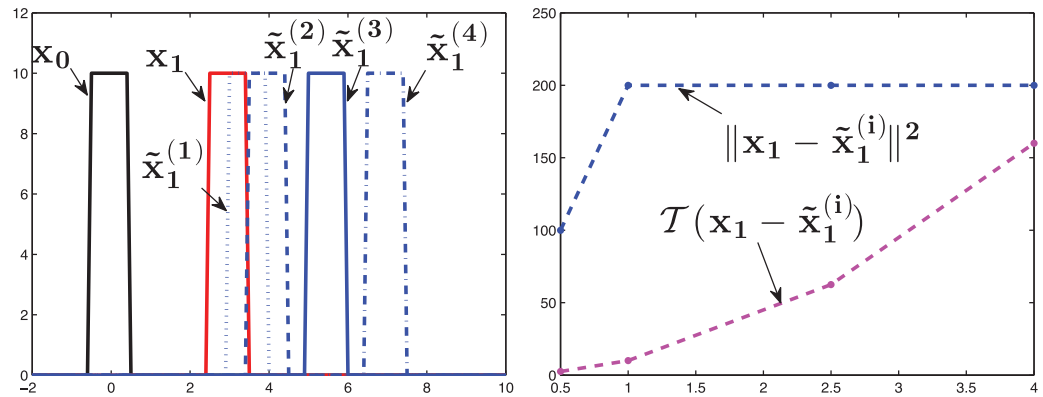 12
10
8
6
4
2
0
-2 0 2 4 6 8 10
x₀
x₁
x̃₁⁽¹⁾
x̃₁⁽²⁾
x̃₁⁽³⁾
x̃₁⁽⁴⁾
250
200
150
100
50
0
0.5 1 1.5 2 2.5 3 3.5 4
‖x₁ − x̃₁⁽ⁱ⁾‖²
𝒯(x₁ − x̃₁⁽ⁱ⁾)